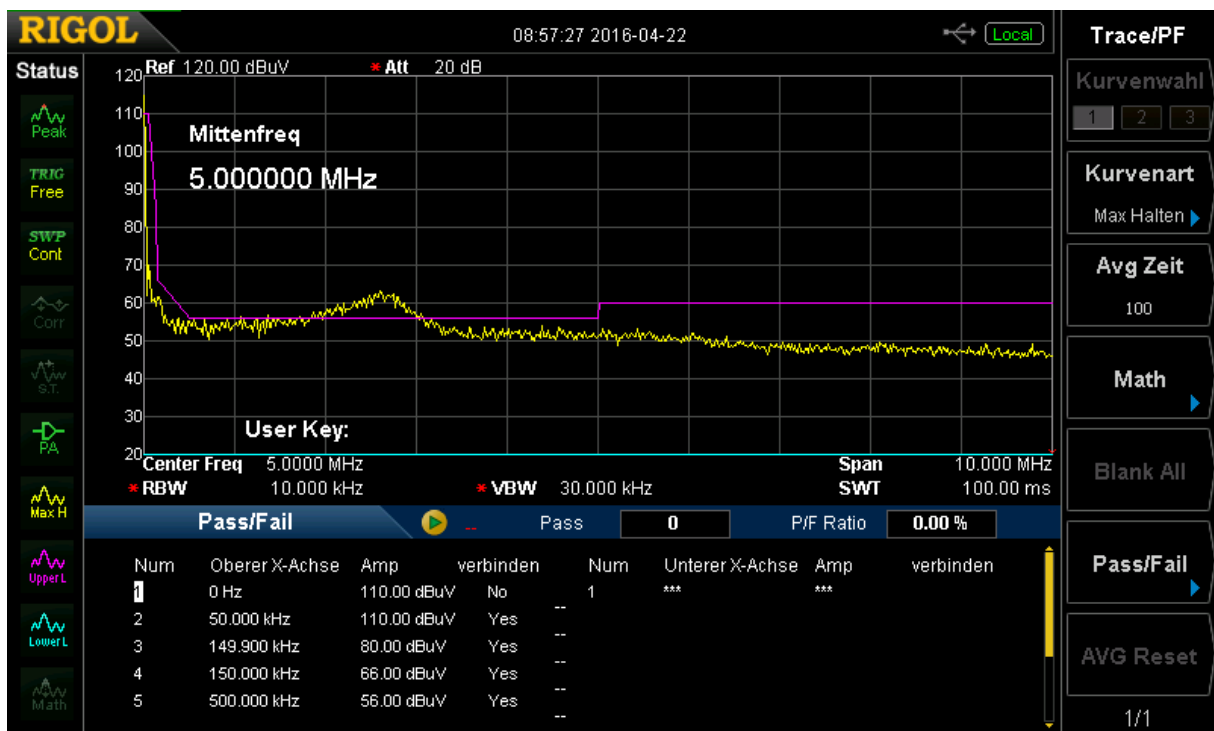 RIGOL
08:57:27 2016-04-22
Local
Trace/PF
Status
Ref 120.00 dBuV * Att 20 dB
Kurvenwahl
1 2 3
Peak
TRIG
Free
SWP
Cont
Corr
S.T.
PA
Max H
Upper L
Lower L
Math
120
110
100
90
80
70
60
50
40
30
20
Mittenfreq
5.000000 MHz
User Key:
Center Freq 5.0000 MHz Span 10.000 MHz
* RBW 10.000 kHz * VBW 30.000 kHz SWT 100.00 ms
Pass/Fail -- Pass 0 P/F Ratio 0.00 %
Num Oberer X-Achse Amp verbinden Num Unterer X-Achse Amp verbinden
1 0 Hz 110.00 dBuV No 1 *** ***
--
2 50.000 kHz 110.00 dBuV Yes
--
3 149.900 kHz 80.00 dBuV Yes
--
4 150.000 kHz 66.00 dBuV Yes
--
5 500.000 kHz 56.00 dBuV Yes
--
Kurvenart
Max Halten
Avg Zeit
100
Math
Blank All
Pass/Fail
AVG Reset
1/1